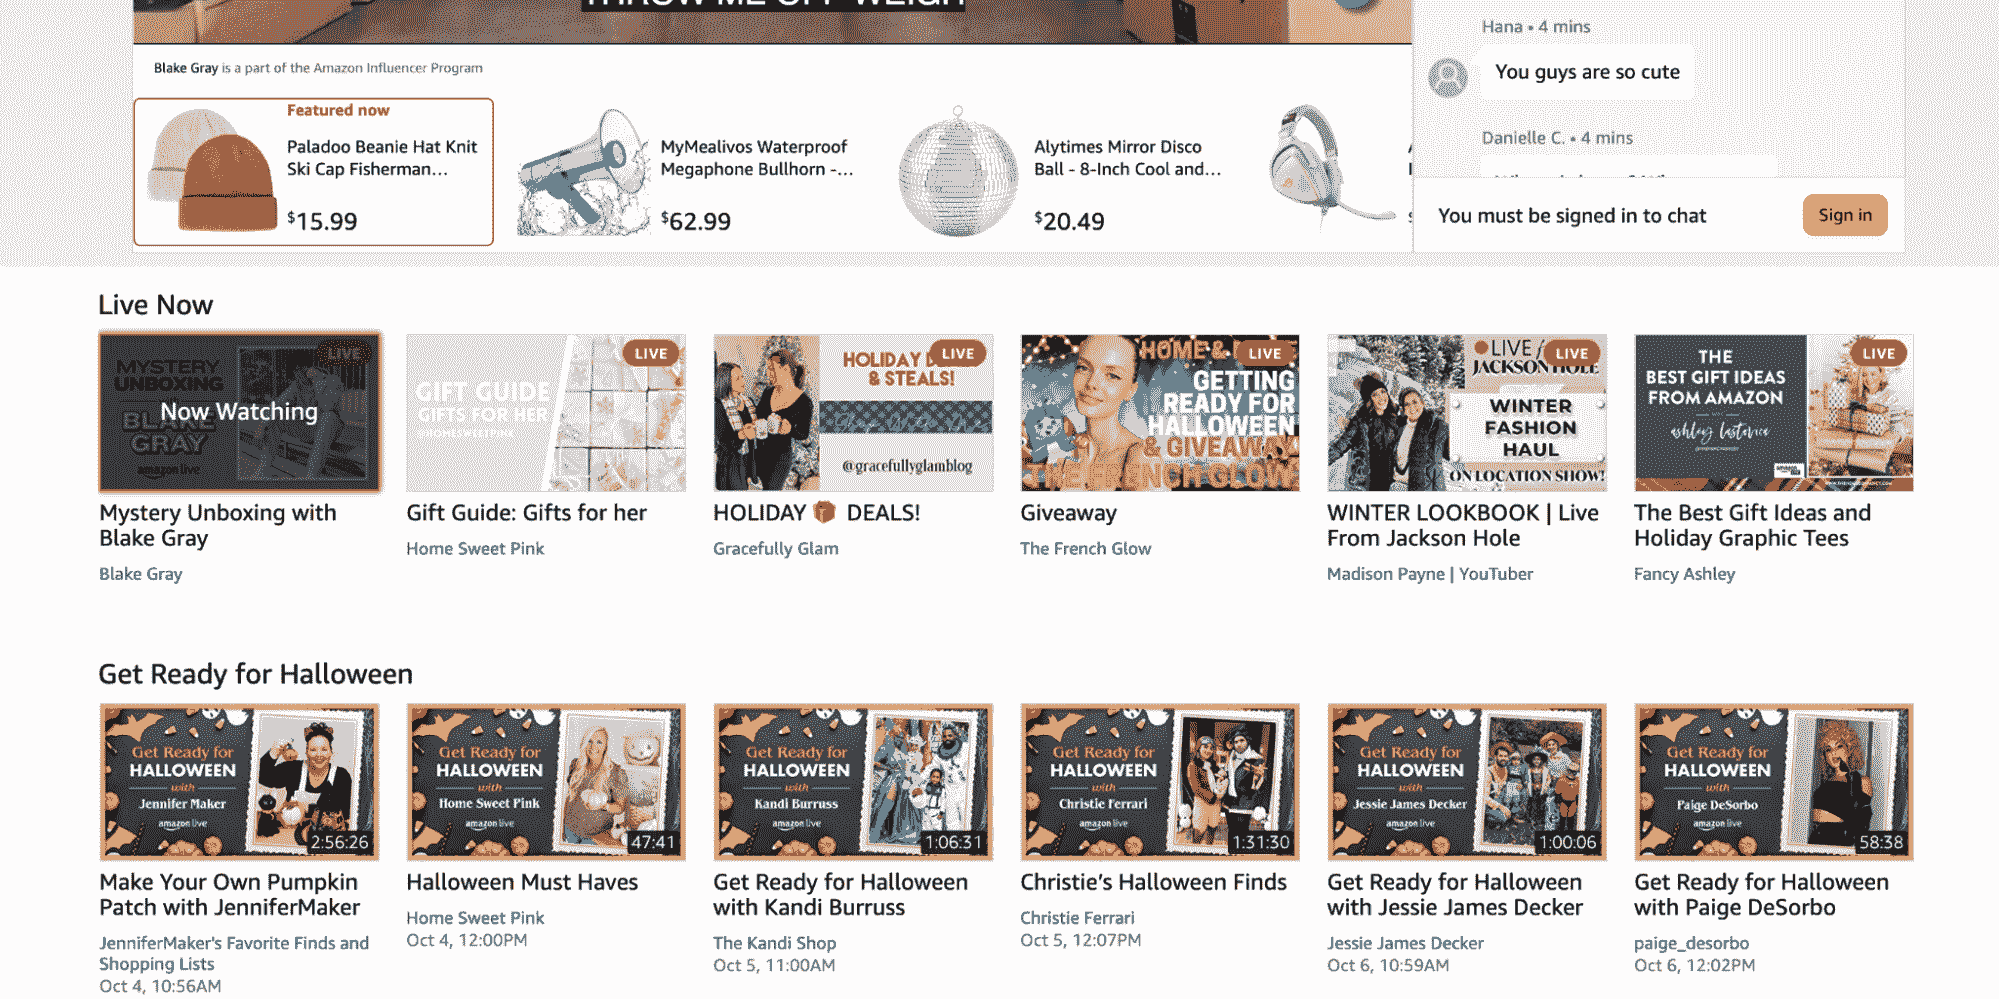 THROW ME OFF WEIGH
Blake Gray is a part of the Amazon Influencer Program
Featured now
Paladoo Beanie Hat Knit
Ski Cap Fisherman...
$15.99
MyMealivos Waterproof
Megaphone Bullhorn -...
$62.99
Alytimes Mirror Disco
Ball - 8-Inch Cool and...
$20.49
Hana • 4 mins
You guys are so cute
Danielle C. • 4 mins
You must be signed in to chat
Sign in
Live Now
LIVE
MYSTERY
UNBOXING
BLAKE
GRAY
amazon live
Now Watching
Mystery Unboxing with
Blake Gray
Blake Gray
LIVE
GIFT GUIDE
GIFTS FOR HER
@HOMESWEETPINK
Gift Guide: Gifts for her
Home Sweet Pink
LIVE
HOLIDAY
& STEALS!
@gracefullyglamblog
HOLIDAY 🎁 DEALS!
Gracefully Glam
LIVE
HOME &
GETTING
READY FOR
HALLOWEEN
& GIVEAWAY
THE FRENCH GLOW
Giveaway
The French Glow
LIVE
LIVE
JACKSON HOLE
WINTER
FASHION
HAUL
ON LOCATION SHOW!
WINTER LOOKBOOK | Live
From Jackson Hole
Madison Payne | YouTuber
LIVE
THE
BEST GIFT IDEAS
FROM AMAZON
ashley lastovica
The Best Gift Ideas and
Holiday Graphic Tees
Fancy Ashley
Get Ready for Halloween
Get Ready for
HALLOWEEN
with
Jennifer Maker
amazon live
2:56:26
Make Your Own Pumpkin
Patch with JenniferMaker
JenniferMaker's Favorite Finds and
Shopping Lists
Oct 4, 10:56AM
Get Ready for
HALLOWEEN
with
Home Sweet Pink
amazon live
47:41
Halloween Must Haves
Home Sweet Pink
Oct 4, 12:00PM
Get Ready for
HALLOWEEN
with
Kandi Burruss
amazon live
1:06:31
Get Ready for Halloween
with Kandi Burruss
The Kandi Shop
Oct 5, 11:00AM
Get Ready for
HALLOWEEN
with
Christie Ferrari
amazon live
1:31:30
Christie's Halloween Finds
Christie Ferrari
Oct 5, 12:07PM
Get Ready for
HALLOWEEN
with
Jessie James Decker
amazon live
1:00:06
Get Ready for Halloween
with Jessie James Decker
Jessie James Decker
Oct 6, 10:59AM
Get Ready for
HALLOWEEN
with
Paige DeSorbo
amazon live
58:38
Get Ready for Halloween
with Paige DeSorbo
paige_desorbo
Oct 6, 12:02PM